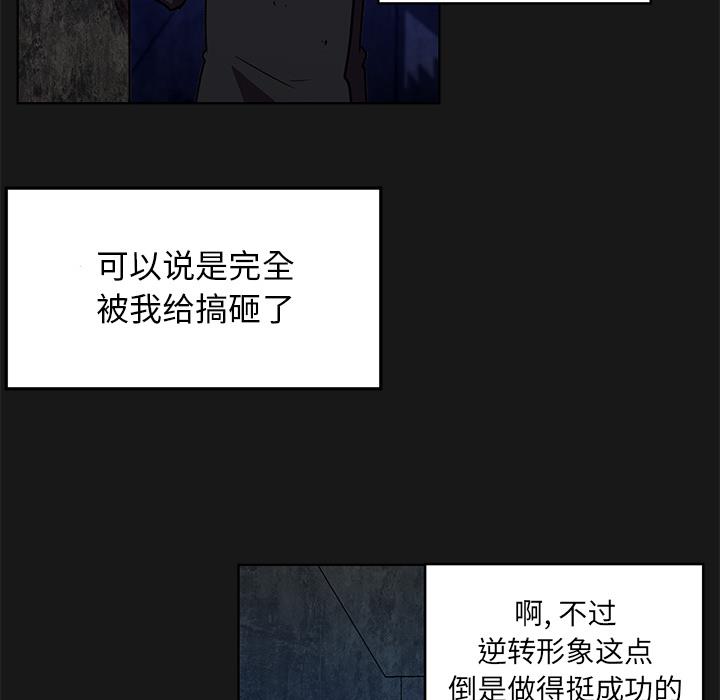 可以说是完全
被我给搞砸了
啊, 不过
逆转形象这点
倒是做得挺成功的